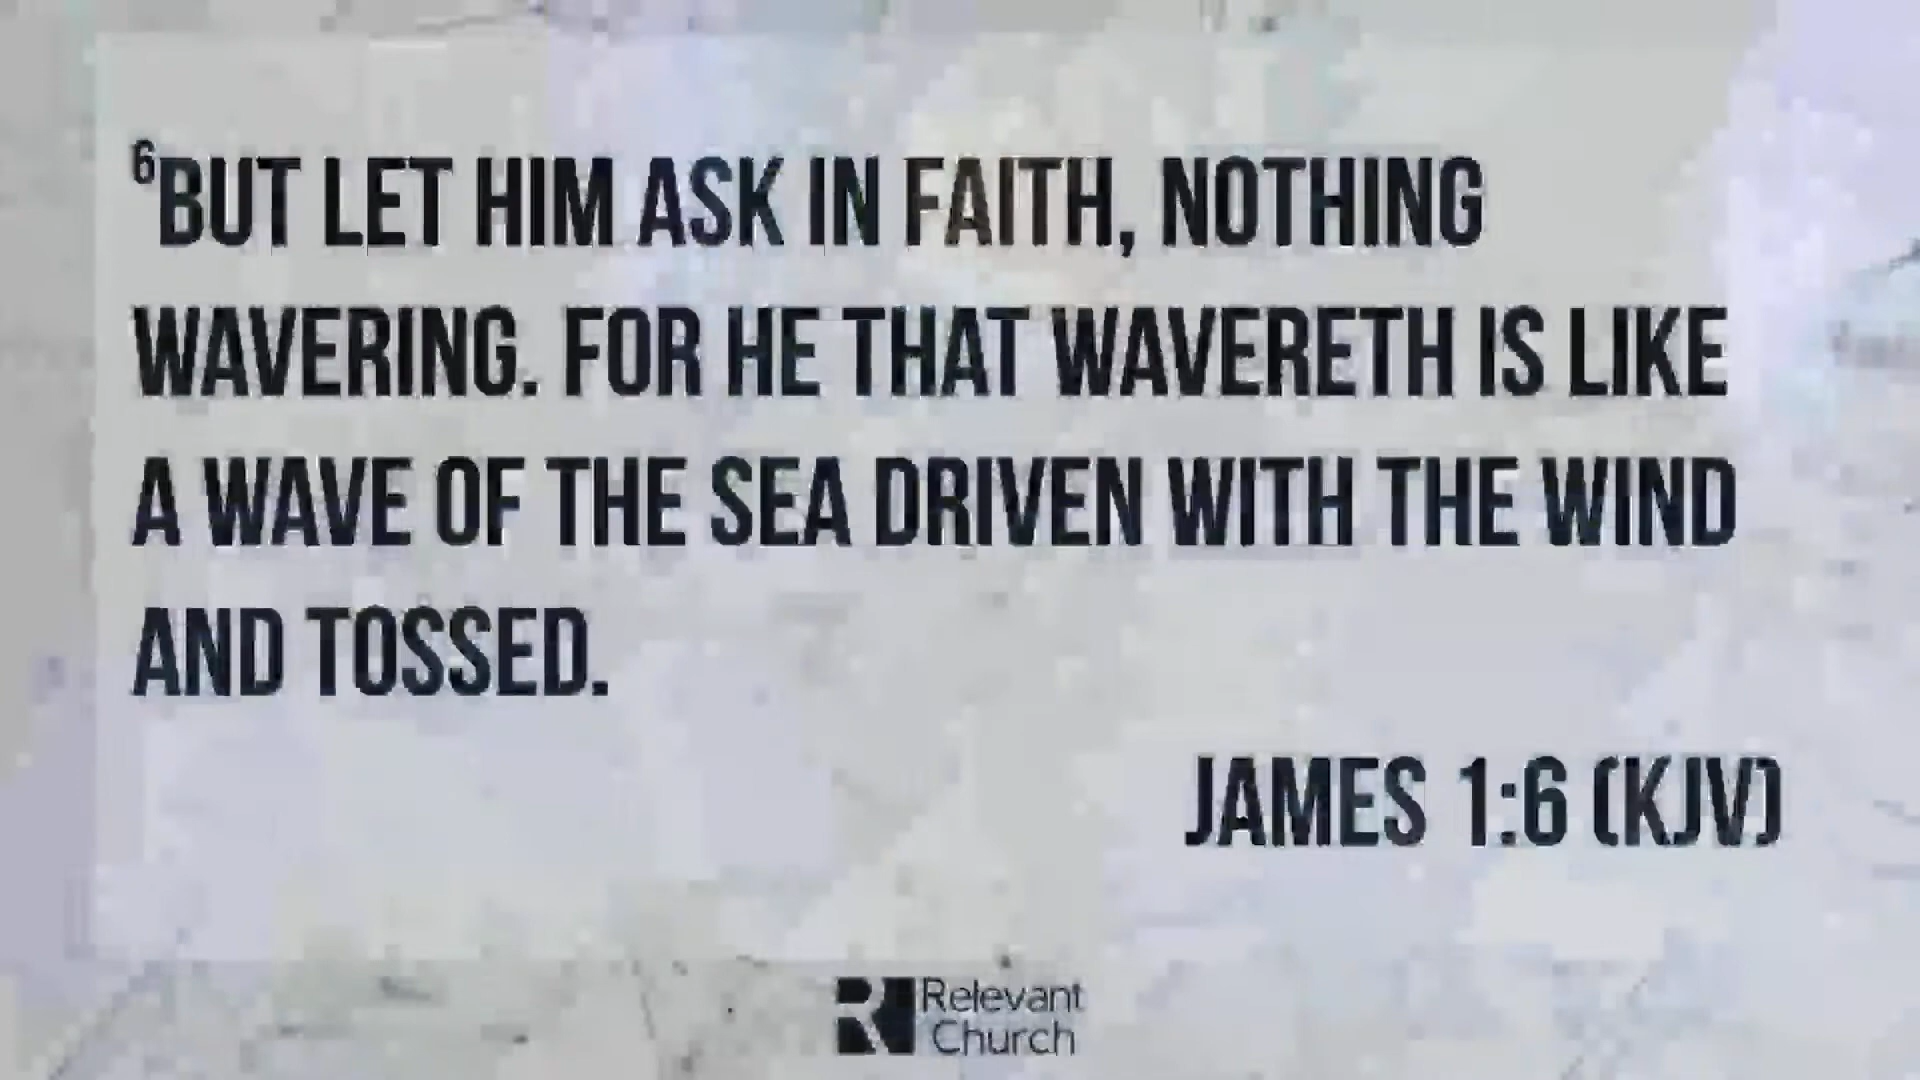 ⁶BUT LET HIM ASK IN FAITH, NOTHING
WAVERING. FOR HE THAT WAVERETH IS LIKE
A WAVE OF THE SEA DRIVEN WITH THE WIND
AND TOSSED.
JAMES 1:6 (KJV)
Relevant
Church